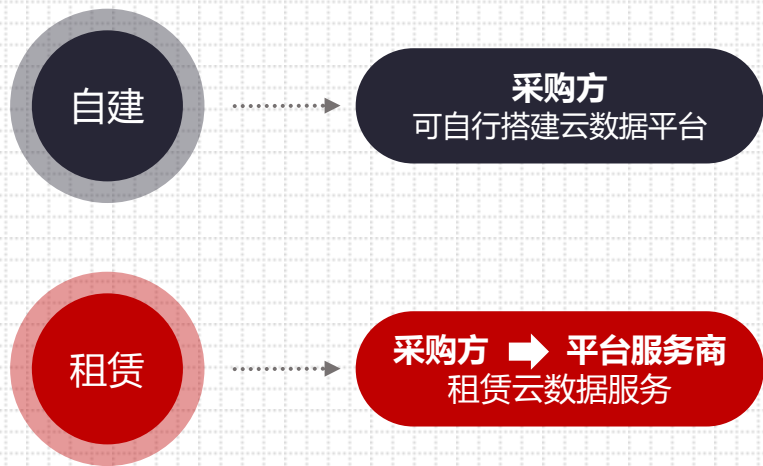 自建
采购方
可自行搭建云数据平台
租赁
采购方 平台服务商
租赁云数据服务